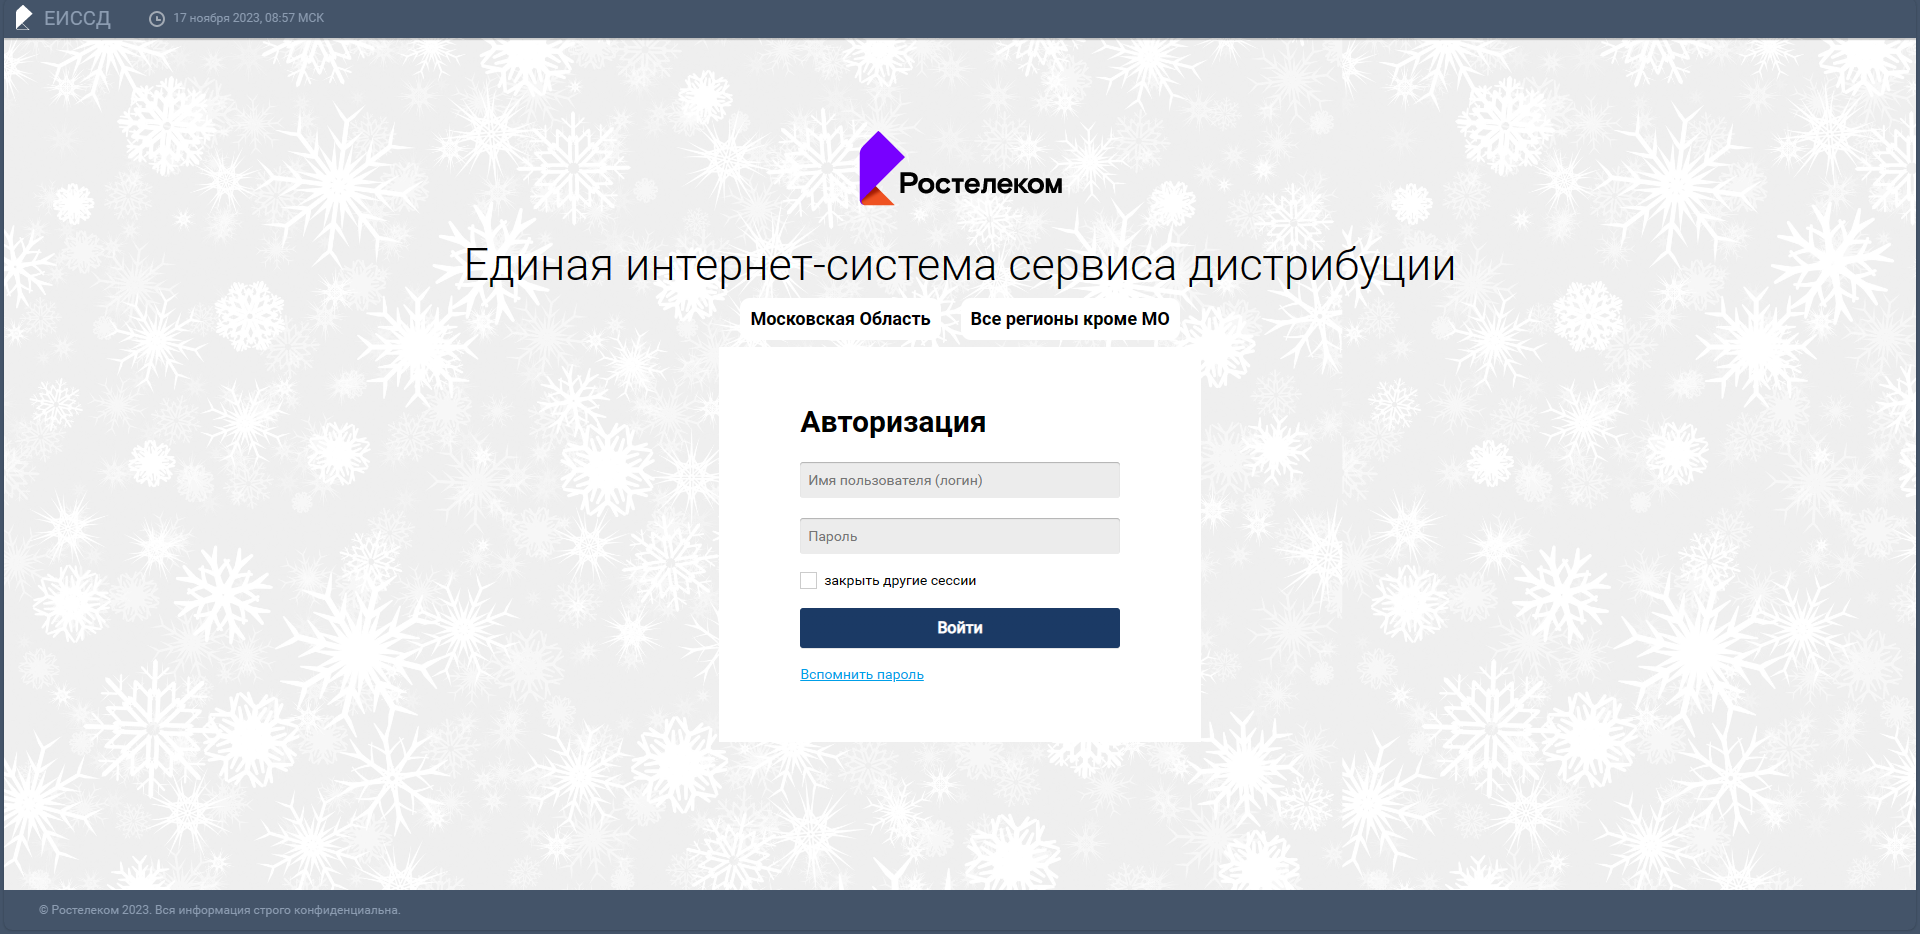 ЕИССД
17 ноября 2023, 08:57 МСК
Ростелеком
Единая интернет-система сервиса дистрибуции
Московская Область
Все регионы кроме МО
Авторизация
Имя пользователя (логин)
Пароль
закрыть другие сессии
Войти
Вспомнить пароль
© Ростелеком 2023. Вся информация строго конфиденциальна.